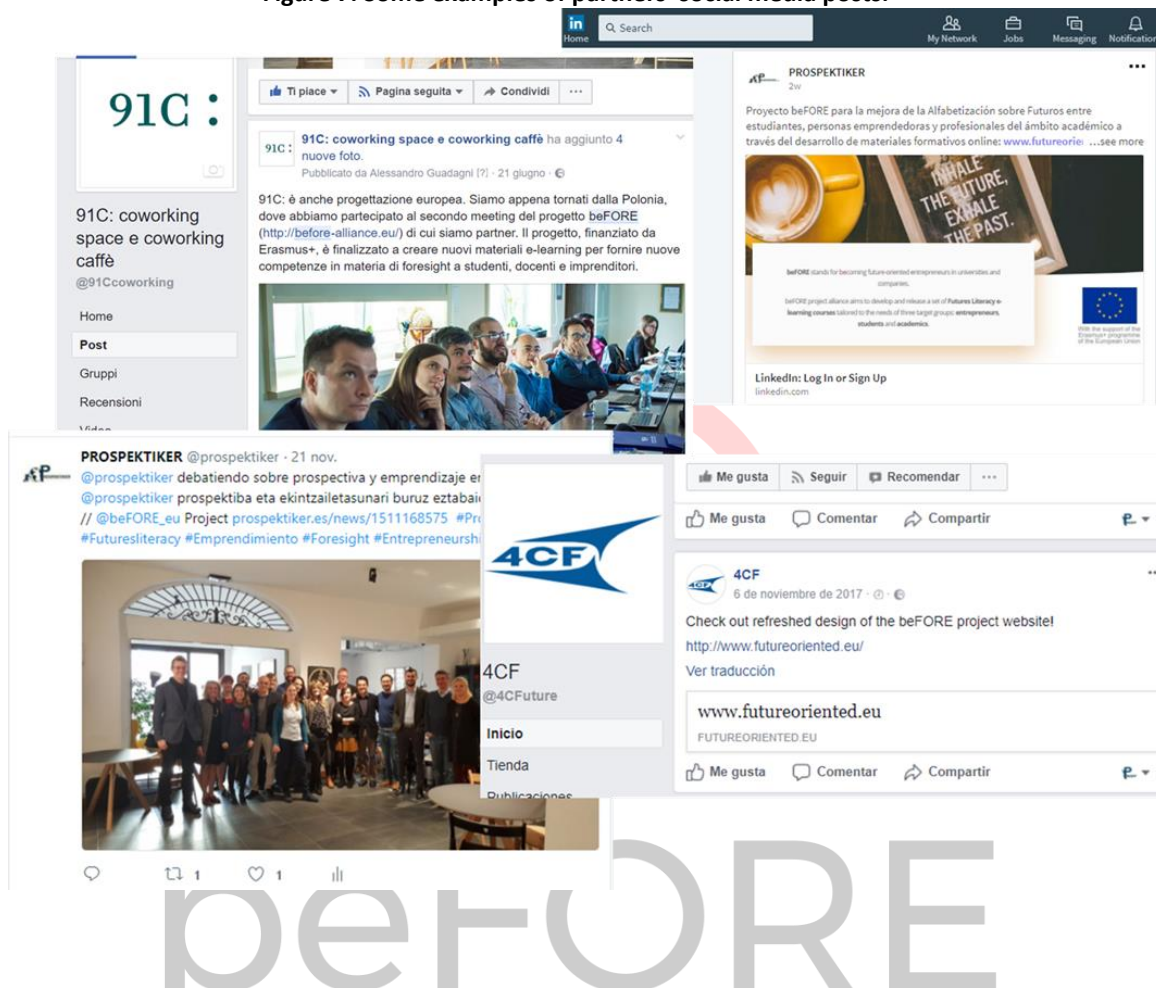 in
Home
Search
My Network
Jobs
Messaging
91C :
Ti piace
Pagina seguita
Condividi
91C :
91C: coworking space e coworking caffè ha aggiunto 4
nuove foto.
Pubblicato da Alessandro Guadagni [?] · 21 giugno ·
91C: è anche progettazione europea. Siamo appena tornati dalla Polonia,
dove abbiamo partecipato al secondo meeting del progetto beFORE
(http://before-alliance.eu/) di cui siamo partner. Il progetto, finanziato da
Erasmus+, è finalizzato a creare nuovi materiali e-learning per fornire nuove
competenze in materia di foresight a studenti, docenti e imprenditori.
91C: coworking
space e coworking
caffè
@91Ccoworking
Home
Post
Gruppi
Recensioni
PROSPEKTIKER
2w
Proyecto beFORE para la mejora de la Alfabetización sobre Futuros entre
estudiantes, personas emprendedoras y profesionales del ámbito académico a
través del desarrollo de materiales formativos online: www.futureorie ...see more
INHALE
THE FUTURE,
EXHALE
THE PAST.
beFORE stands for becoming future-oriented entrepreneurs in universities and
companies.
beFORE project alliance aims to develop and release a set of Futures Literacy e-
learning courses tailored to the needs of three target groups: entrepreneurs,
students and academics.
With the support of the
Erasmus+ programme
of the European Union
LinkedIn: Log In or Sign Up
linkedin.com
PROSPEKTIKER @prospektiker · 21 nov.
@prospektiker debatiendo sobre prospectiva y emprendizaje
@prospektiker prospektiba eta ekintzailetasunari buruz
// @beFORE_eu Project prospektiker.es/news/1511168575
#Futuresliteracy #Emprendimiento #Foresight
1
1
4CF
4CF
@4CFuture
Inicio
Tienda
Publicaciones
Me gusta
Seguir
Recomendar
Me gusta
Comentar
Compartir
4CF
4CF
6 de noviembre de 2017 ·
Check out refreshed design of the beFORE project website!
http://www.futureoriented.eu/
Ver traducción
www.futureoriented.eu
FUTUREORIENTED.EU
Me gusta
Comentar
Compartir
beFORE